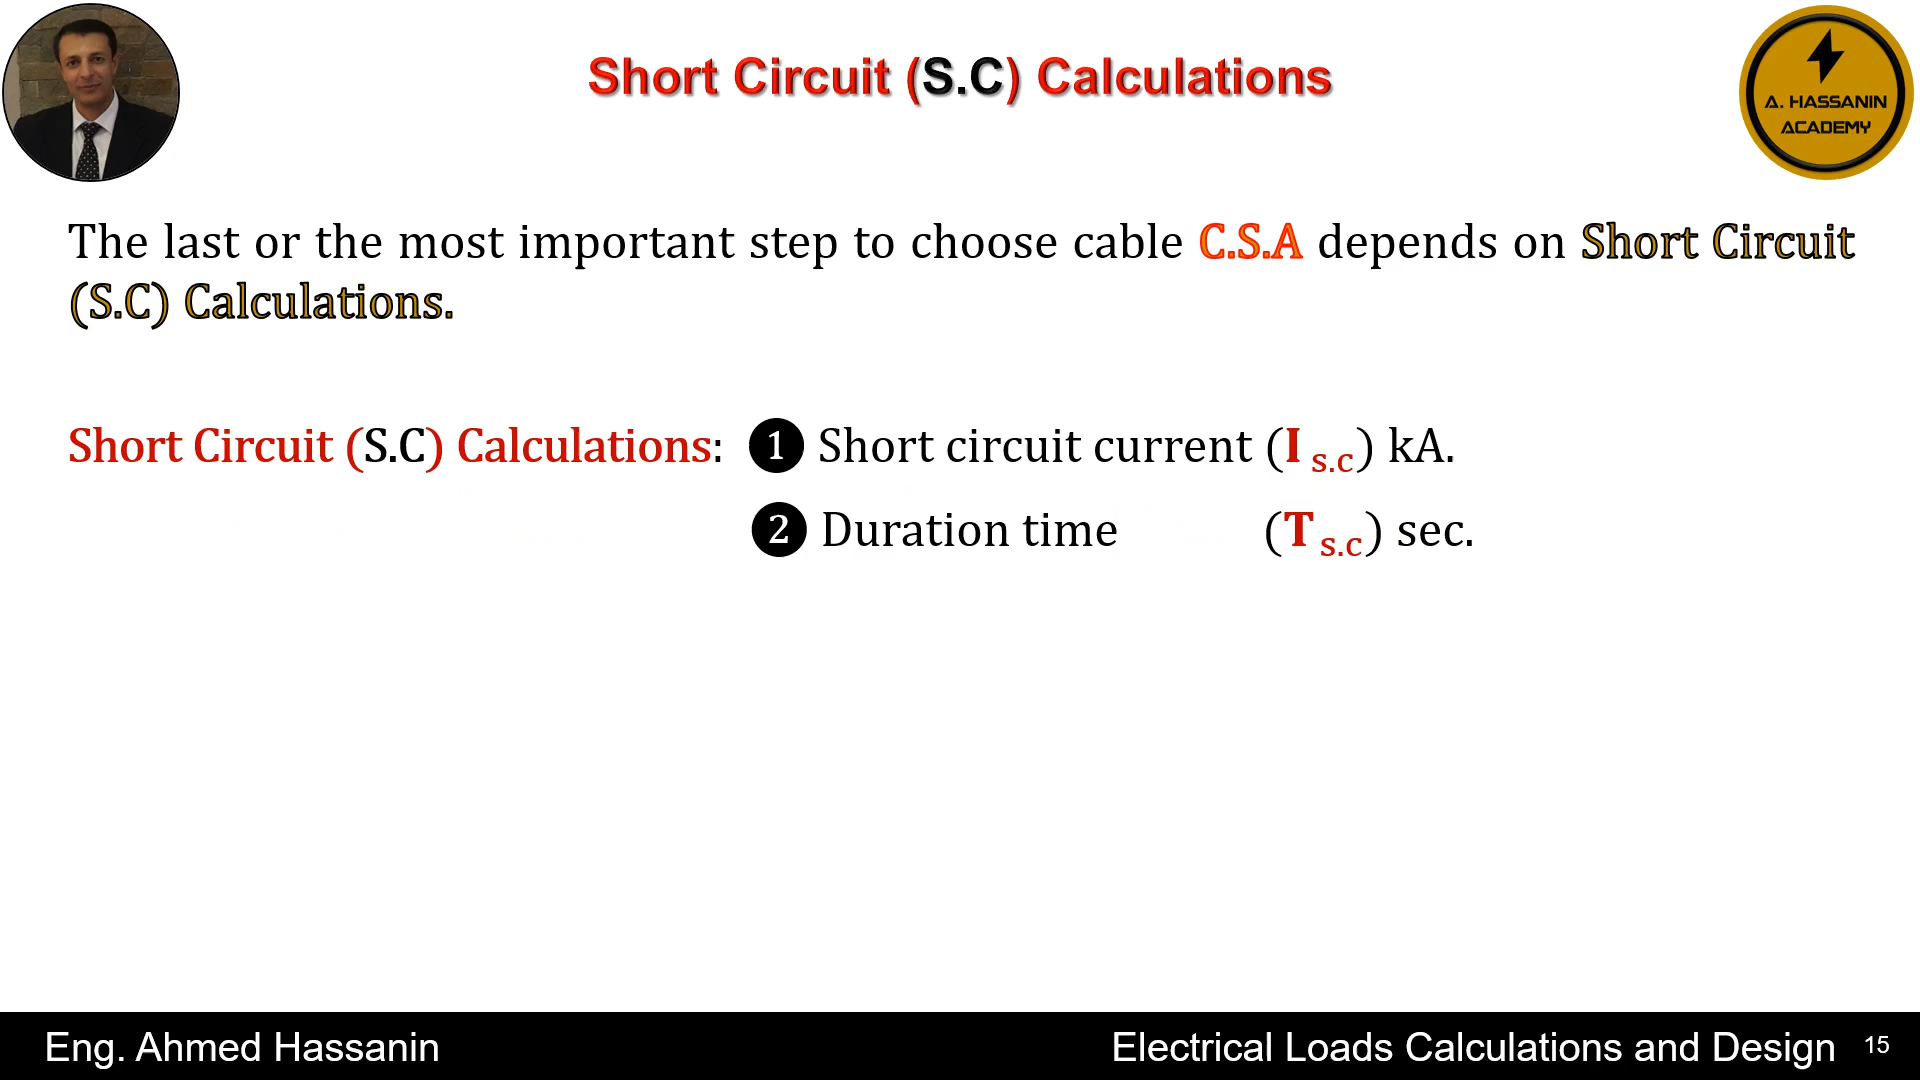 Short Circuit (S.C) Calculations
A. HASSANIN
ACADEMY
The last or the most important step to choose cable C.S.A depends on Short Circuit
(S.C) Calculations.
Short Circuit (S.C) Calculations: 1 Short circuit current (I s.c) kA.
2 Duration time (T s.c) sec.
Eng. Ahmed Hassanin
Electrical Loads Calculations and Design 15